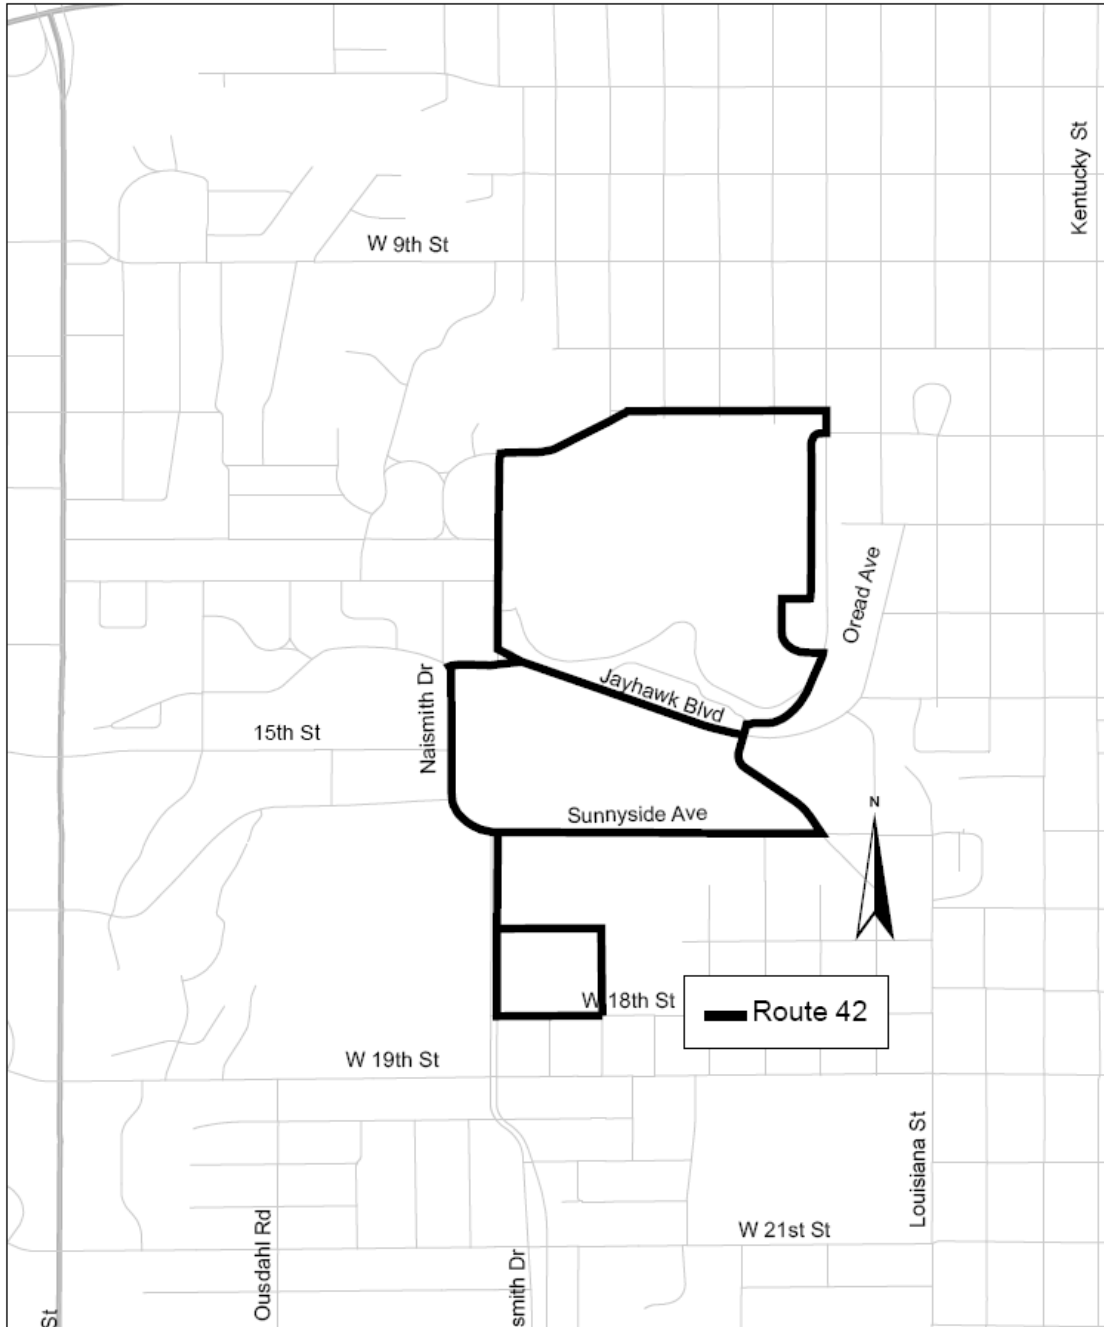 Kentucky St
W 9th St
Oread Ave
Jayhawk Blvd
Naismith Dr
15th St
Sunnyside Ave
N
W 18th St
Route 42
W 19th St
Louisiana St
W 21st St
Ousdahl Rd
smith Dr
St